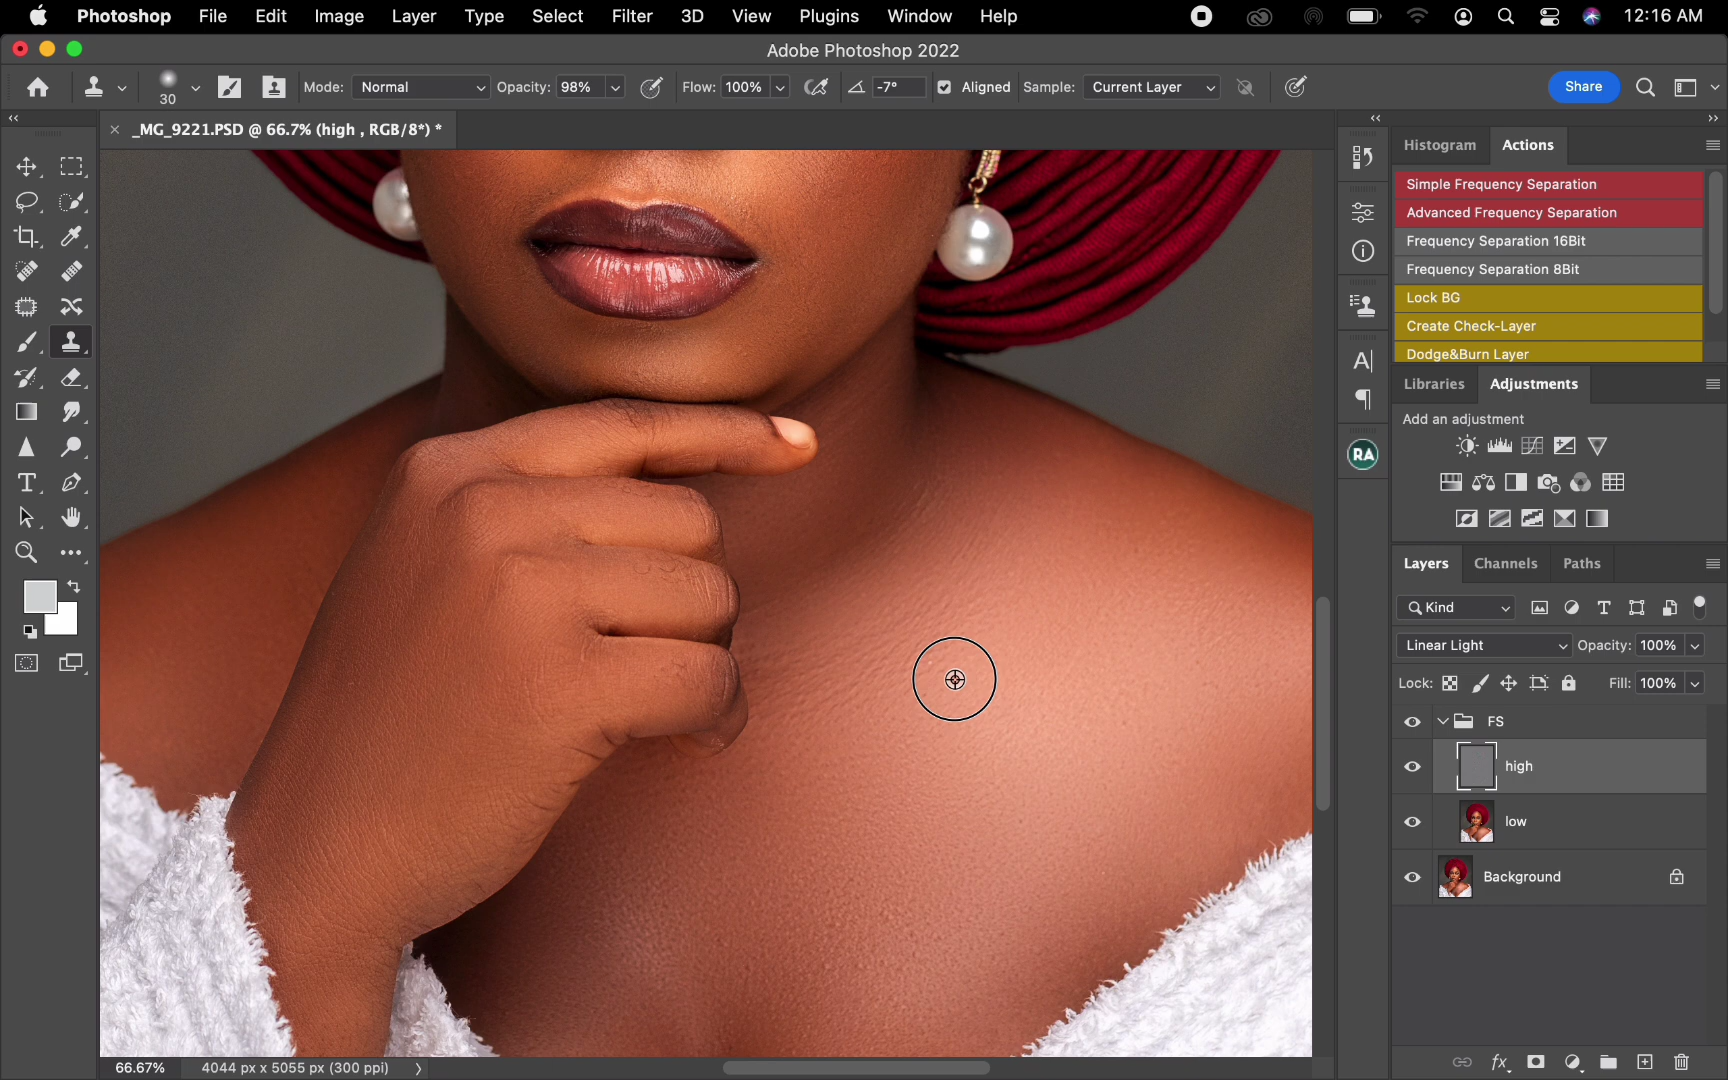 Photoshop File Edit Image Layer Type Select Filter 3D View Plugins Window Help 12:16 AM
Adobe Photoshop 2022
30 Mode: Normal Opacity: 98% Flow: 100% -7° Aligned Sample: Current Layer Share
_MG_9221.PSD @ 66.7% (high , RGB/8*) *
Histogram Actions
Simple Frequency Separation
Advanced Frequency Separation
Frequency Separation 16Bit
Frequency Separation 8Bit
Lock BG
Create Check-Layer
Dodge&Burn Layer
RA
Libraries Adjustments
Add an adjustment
Layers Channels Paths
Kind
Linear Light Opacity: 100%
Lock: Fill: 100%
FS
high
low
Background
66.67% 4044 px x 5055 px (300 ppi)